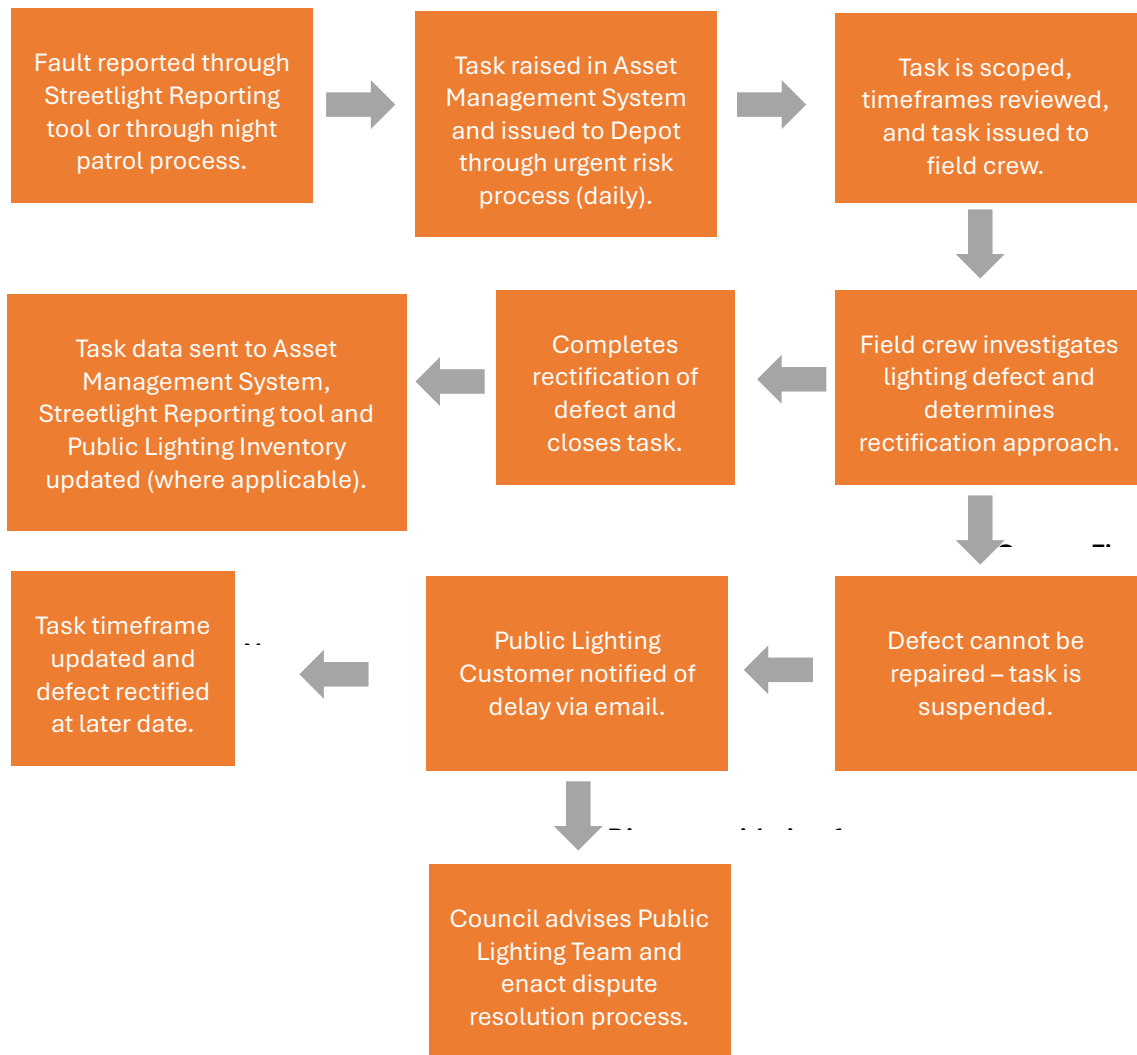 Fault reported through
Streetlight Reporting
tool or through night
patrol process.
Task raised in Asset
Management System
and issued to Depot
through urgent risk
process (daily).
Task is scoped,
timeframes reviewed,
and task issued to
field crew.
Field crew investigates
lighting defect and
determines
rectification approach.
Completes
rectification of
defect and
closes task.
Task data sent to Asset
Management System,
Streetlight Reporting tool and
Public Lighting Inventory
updated (where applicable).
Defect cannot be
repaired – task is
suspended.
Public Lighting
Customer notified of
delay via email.
Task timeframe
updated and
defect rectified
at later date.
Council advises Public
Lighting Team and
enact dispute
resolution process.